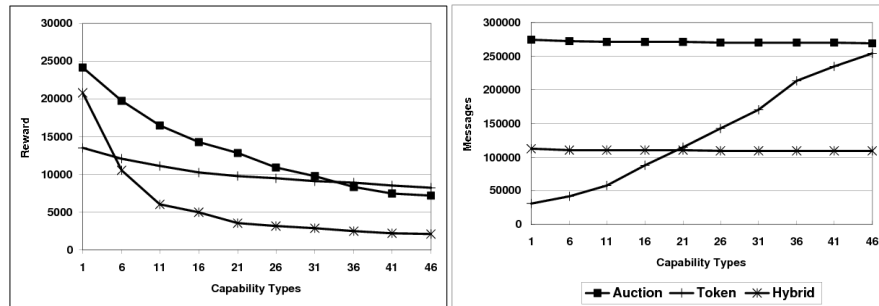 30000
25000
20000
15000
10000
5000
0
Reward
1 6 11 16 21 26 31 36 41 46
Capability Types
300000
250000
200000
150000
100000
50000
0
Messages
1 6 11 16 21 26 31 36 41 46
Capability Types
Auction Token Hybrid